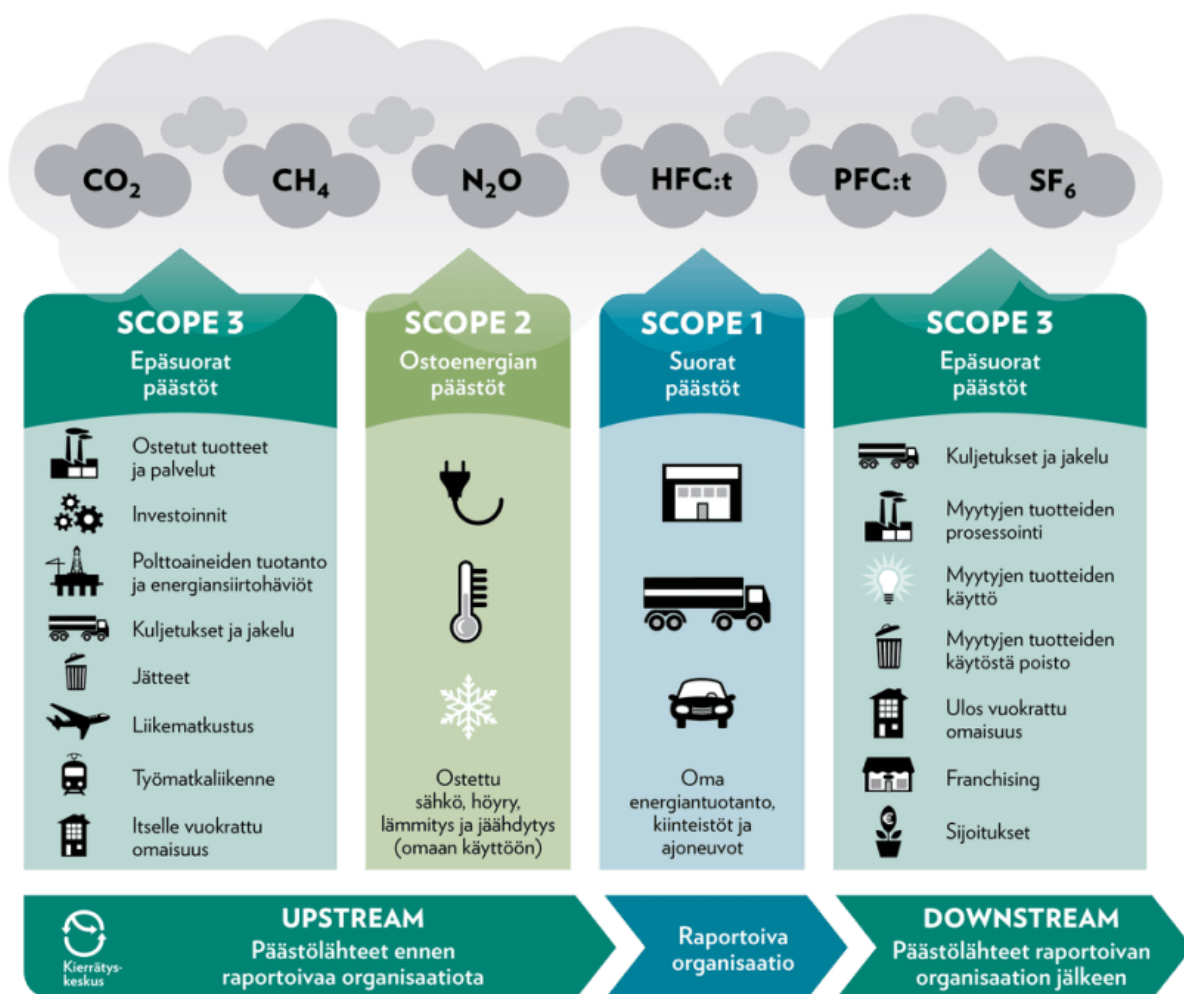 CO₂
CH₄
N₂O
HFC:t
PFC:t
SF₆
SCOPE 3
Epäsuorat
päästöt
Ostetut tuotteet
ja palvelut
Investoinnit
Polttoaineiden tuotanto
ja energiansiirtohäviöt
Kuljetukset ja jakelu
Jätteet
Liikematkustus
Työmatkaliikenne
Itselle vuokrattu
omaisuus
SCOPE 2
Ostoenergian
päästöt
Ostettu
sähkö, höyry,
lämmitys ja jäähdytys
(omaan käyttöön)
SCOPE 1
Suorat
päästöt
Oma
energiantuotanto,
kiinteistöt ja
ajoneuvot
SCOPE 3
Epäsuorat
päästöt
Kuljetukset ja jakelu
Myytyjen tuotteiden
prosessointi
Myytyjen tuotteiden
käyttö
Myytyjen tuotteiden
käytöstä poisto
Ulos vuokrattu
omaisuus
Franchising
€
Sijoitukset
Kierrätys-
keskus
UPSTREAM
Päästölähteet ennen
raportoivaa organisaatiota
Raportoiva
organisaatio
DOWNSTREAM
Päästölähteet raportoivan
organisaation jälkeen